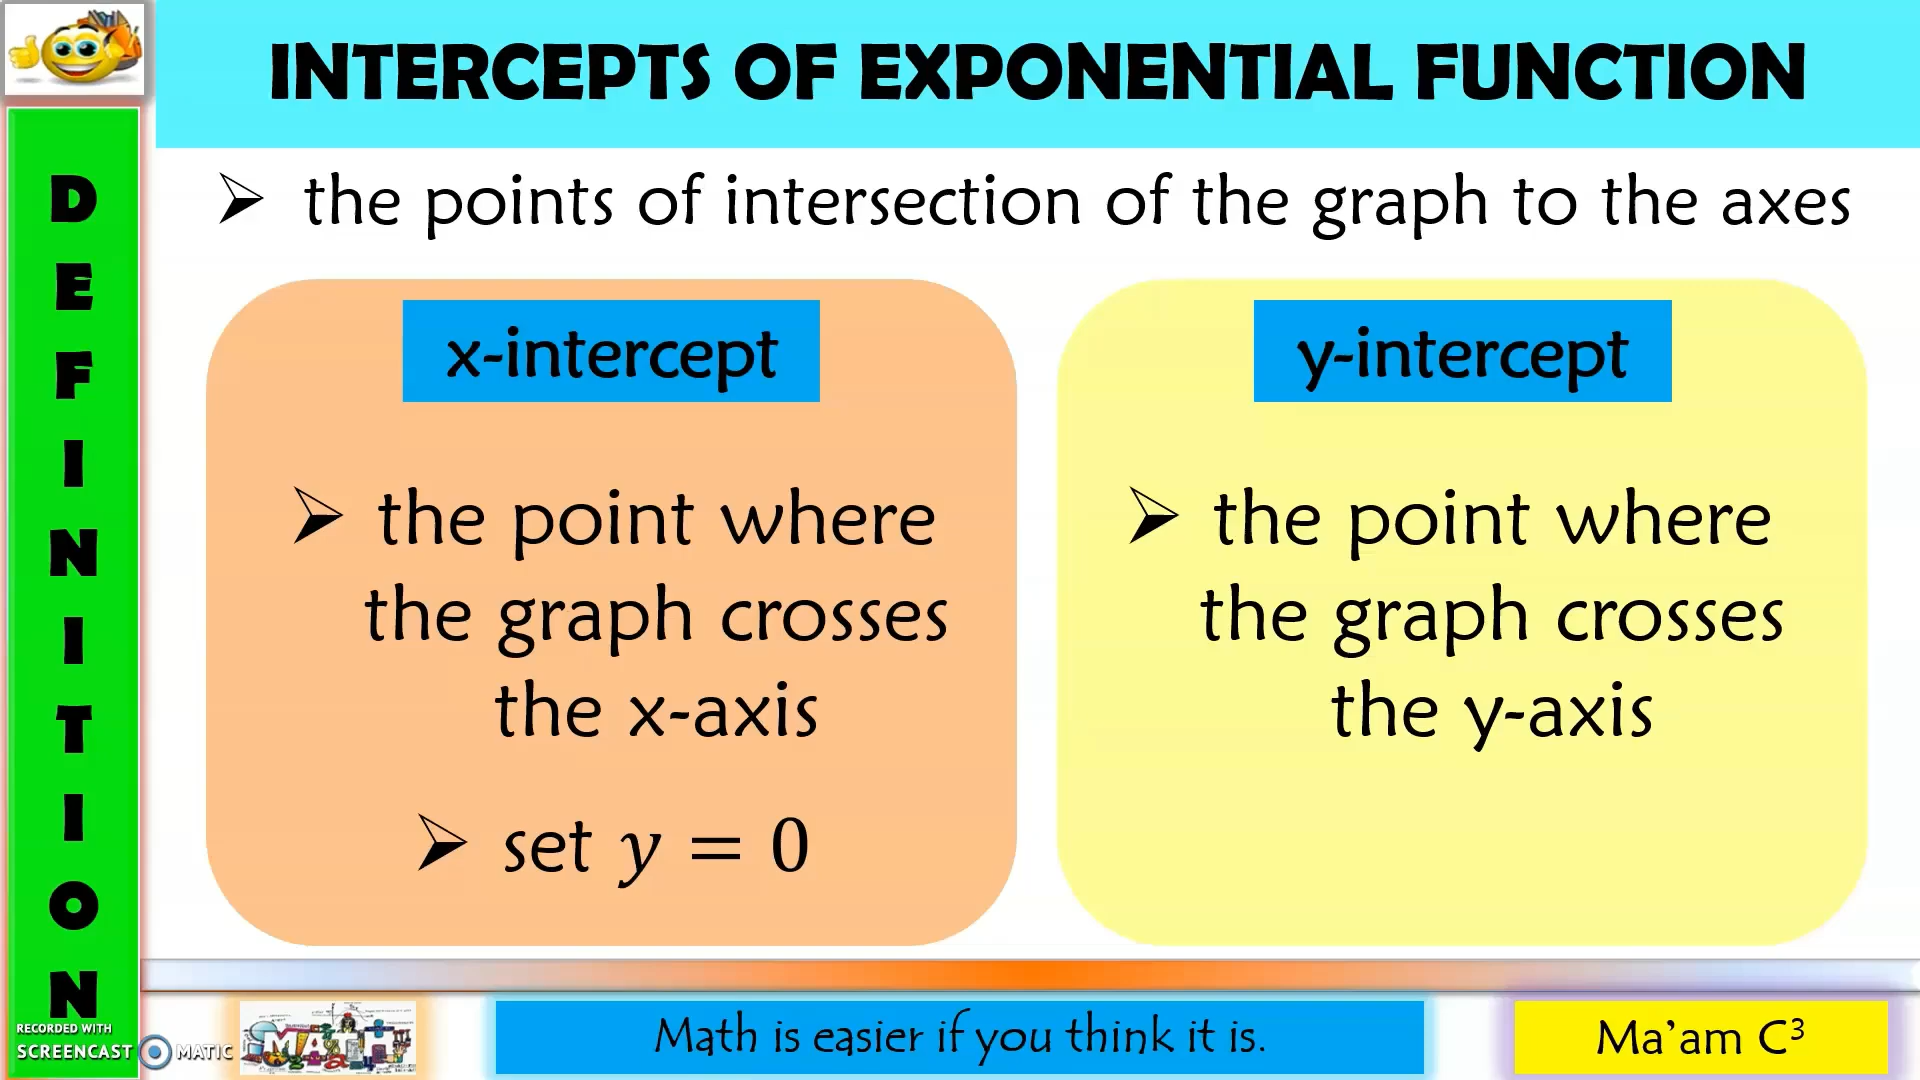 INTERCEPTS OF EXPONENTIAL FUNCTION
DEFINITION
➢ the points of intersection of the graph to the axes
x-intercept
➢ the point where
the graph crosses
the x-axis
➢ set y = 0
y-intercept
➢ the point where
the graph crosses
the y-axis
RECORDED WITH
SCREENCAST MATIC
MATH
Math is easier if you think it is.
Ma’am C³